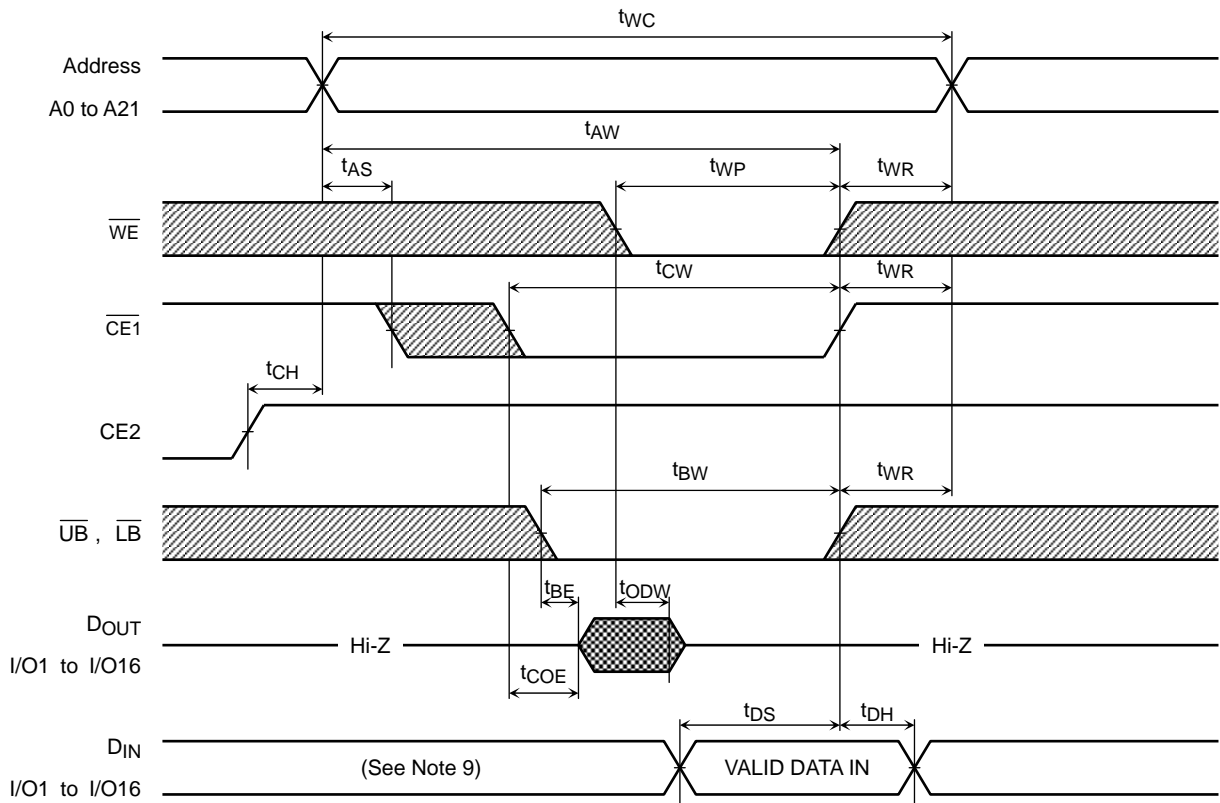 tWC
Address
A0 to A21
tAW
tAS
tWP
tWR
WE
tCW
tWR
CE1
tCH
CE2
tBW
tWR
UB , LB
tBE
tODW
DOUT
Hi-Z
Hi-Z
I/O1 to I/O16
tCOE
tDS
tDH
DIN
(See Note 9)
VALID DATA IN
I/O1 to I/O16